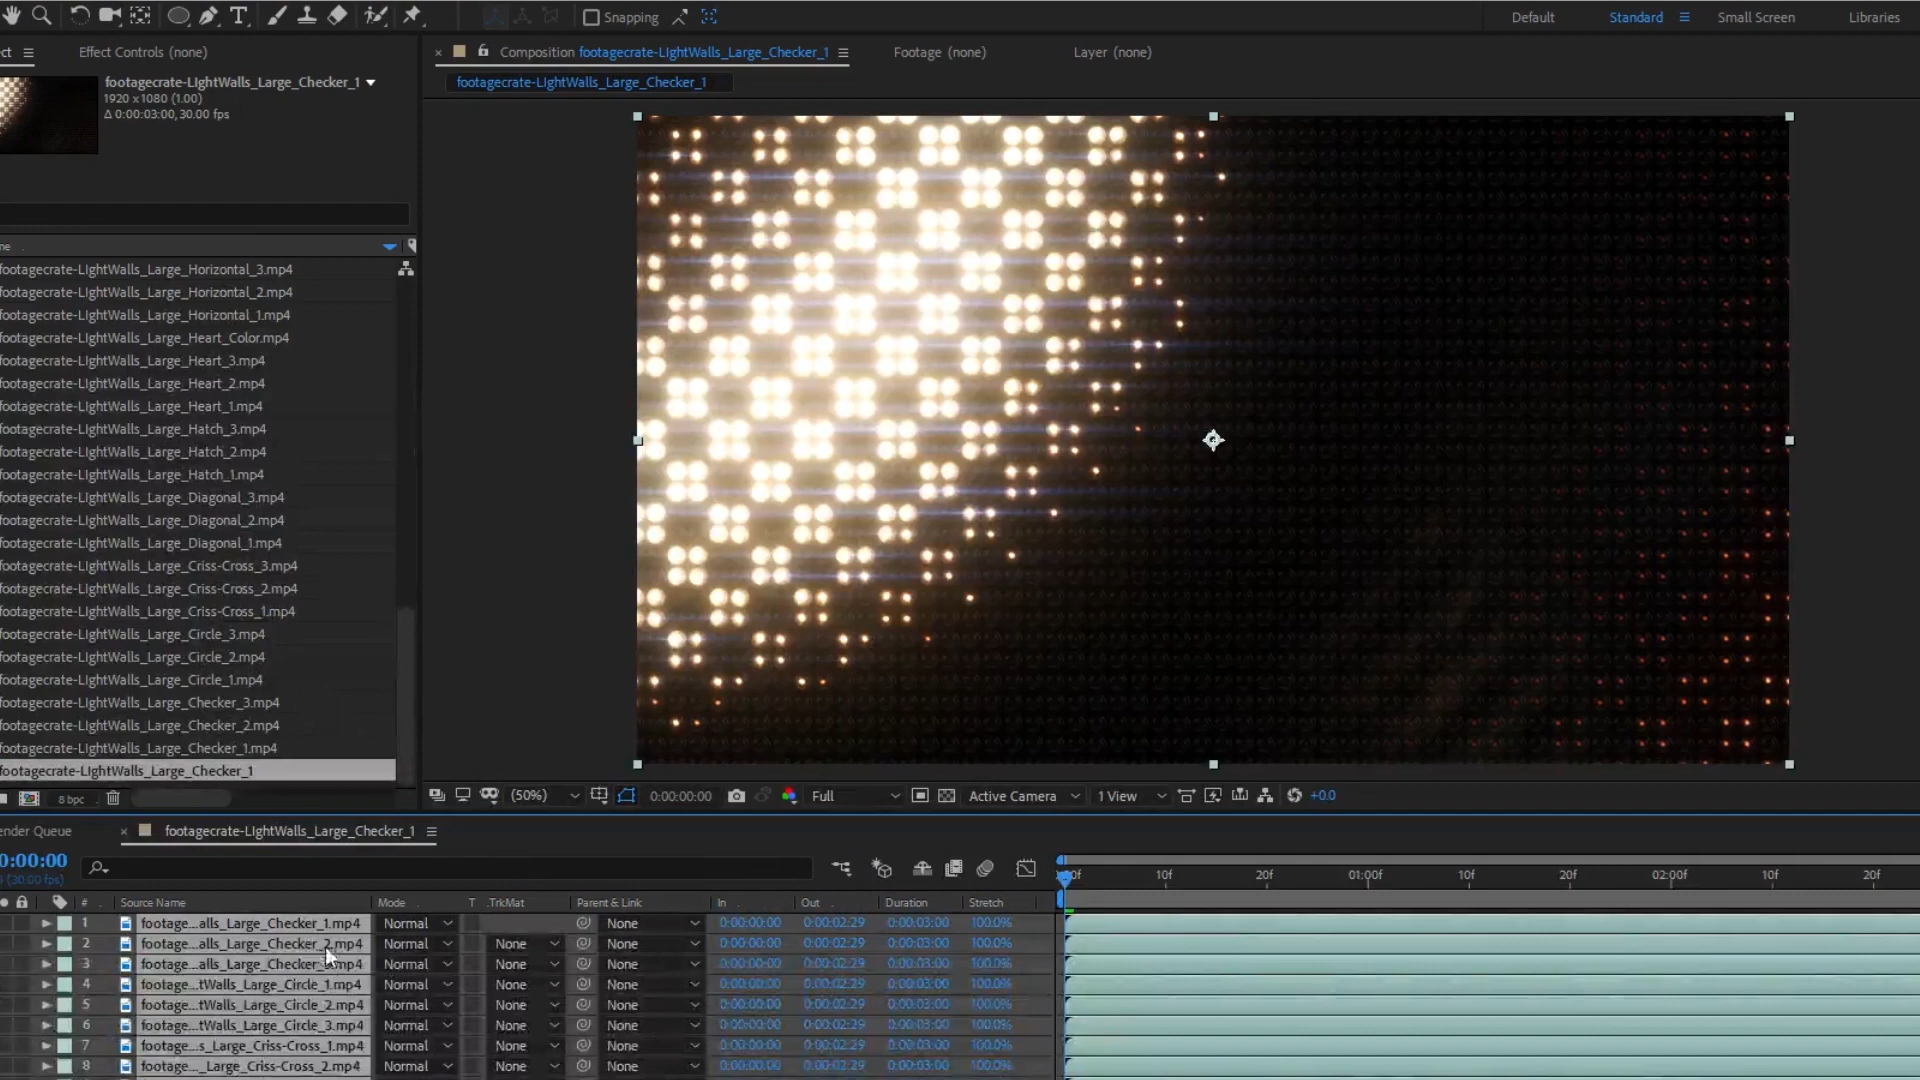 Snapping
Default
Standard
Small Screen
Libraries
ct
Effect Controls (none)
Composition footagecrate-LIghtWalls_Large_Checker_1
Footage (none)
Layer (none)
footagecrate-LIghtWalls_Large_Checker_1
1920 x 1080 (1.00)
Δ 0:00:03:00, 30.00 fps
footagecrate-LIghtWalls_Large_Checker_1
ne
footagecrate-LIghtWalls_Large_Horizontal_3.mp4
footagecrate-LIghtWalls_Large_Horizontal_2.mp4
footagecrate-LIghtWalls_Large_Horizontal_1.mp4
footagecrate-LIghtWalls_Large_Heart_Color.mp4
footagecrate-LIghtWalls_Large_Heart_3.mp4
footagecrate-LIghtWalls_Large_Heart_2.mp4
footagecrate-LIghtWalls_Large_Heart_1.mp4
footagecrate-LIghtWalls_Large_Hatch_3.mp4
footagecrate-LIghtWalls_Large_Hatch_2.mp4
footagecrate-LIghtWalls_Large_Hatch_1.mp4
footagecrate-LIghtWalls_Large_Diagonal_3.mp4
footagecrate-LIghtWalls_Large_Diagonal_2.mp4
footagecrate-LIghtWalls_Large_Diagonal_1.mp4
footagecrate-LIghtWalls_Large_Criss-Cross_3.mp4
footagecrate-LIghtWalls_Large_Criss-Cross_2.mp4
footagecrate-LIghtWalls_Large_Criss-Cross_1.mp4
footagecrate-LIghtWalls_Large_Circle_3.mp4
footagecrate-LIghtWalls_Large_Circle_2.mp4
footagecrate-LIghtWalls_Large_Circle_1.mp4
footagecrate-LIghtWalls_Large_Checker_3.mp4
footagecrate-LIghtWalls_Large_Checker_2.mp4
footagecrate-LIghtWalls_Large_Checker_1.mp4
footagecrate-LIghtWalls_Large_Checker_1
8 bpc
(50%)
0:00:00:00
Full
Active Camera
1 View
+0.0
ender Queue
footagecrate-LIghtWalls_Large_Checker_1
0:00:00
(30.00 fps)
:00f 10f 20f 01:00f 10f 20f 02:00f 10f 20f
# Source Name Mode T .TrkMat Parent & Link In Out Duration Stretch
1 footage...alls_Large_Checker_1.mp4 Normal None 0:00:00:00 0:00:02:29 0:00:03:00 100.0%
2 footage...alls_Large_Checker_2.mp4 Normal None None 0:00:00:00 0:00:02:29 0:00:03:00 100.0%
3 footage...alls_Large_Checker_ .mp4 Normal None None 0:00:00:00 0:00:02:29 0:00:03:00 100.0%
4 footage...tWalls_Large_Circle_1.mp4 Normal None None 0:00:00:00 0:00:02:29 0:00:03:00 100.0%
5 footage...tWalls_Large_Circle_2.mp4 Normal None None 0:00:00:00 0:00:02:29 0:00:03:00 100.0%
6 footage...tWalls_Large_Circle_3.mp4 Normal None None 0:00:00:00 0:00:02:29 0:00:03:00 100.0%
7 footage...s_Large_Criss-Cross_1.mp4 Normal None None 0:00:00:00 0:00:02:29 0:00:03:00 100.0%
8 footage..._Large_Criss-Cross_2.mp4 Normal None None 0:00:00:00 0:00:02:29 0:00:03:00 100.0%